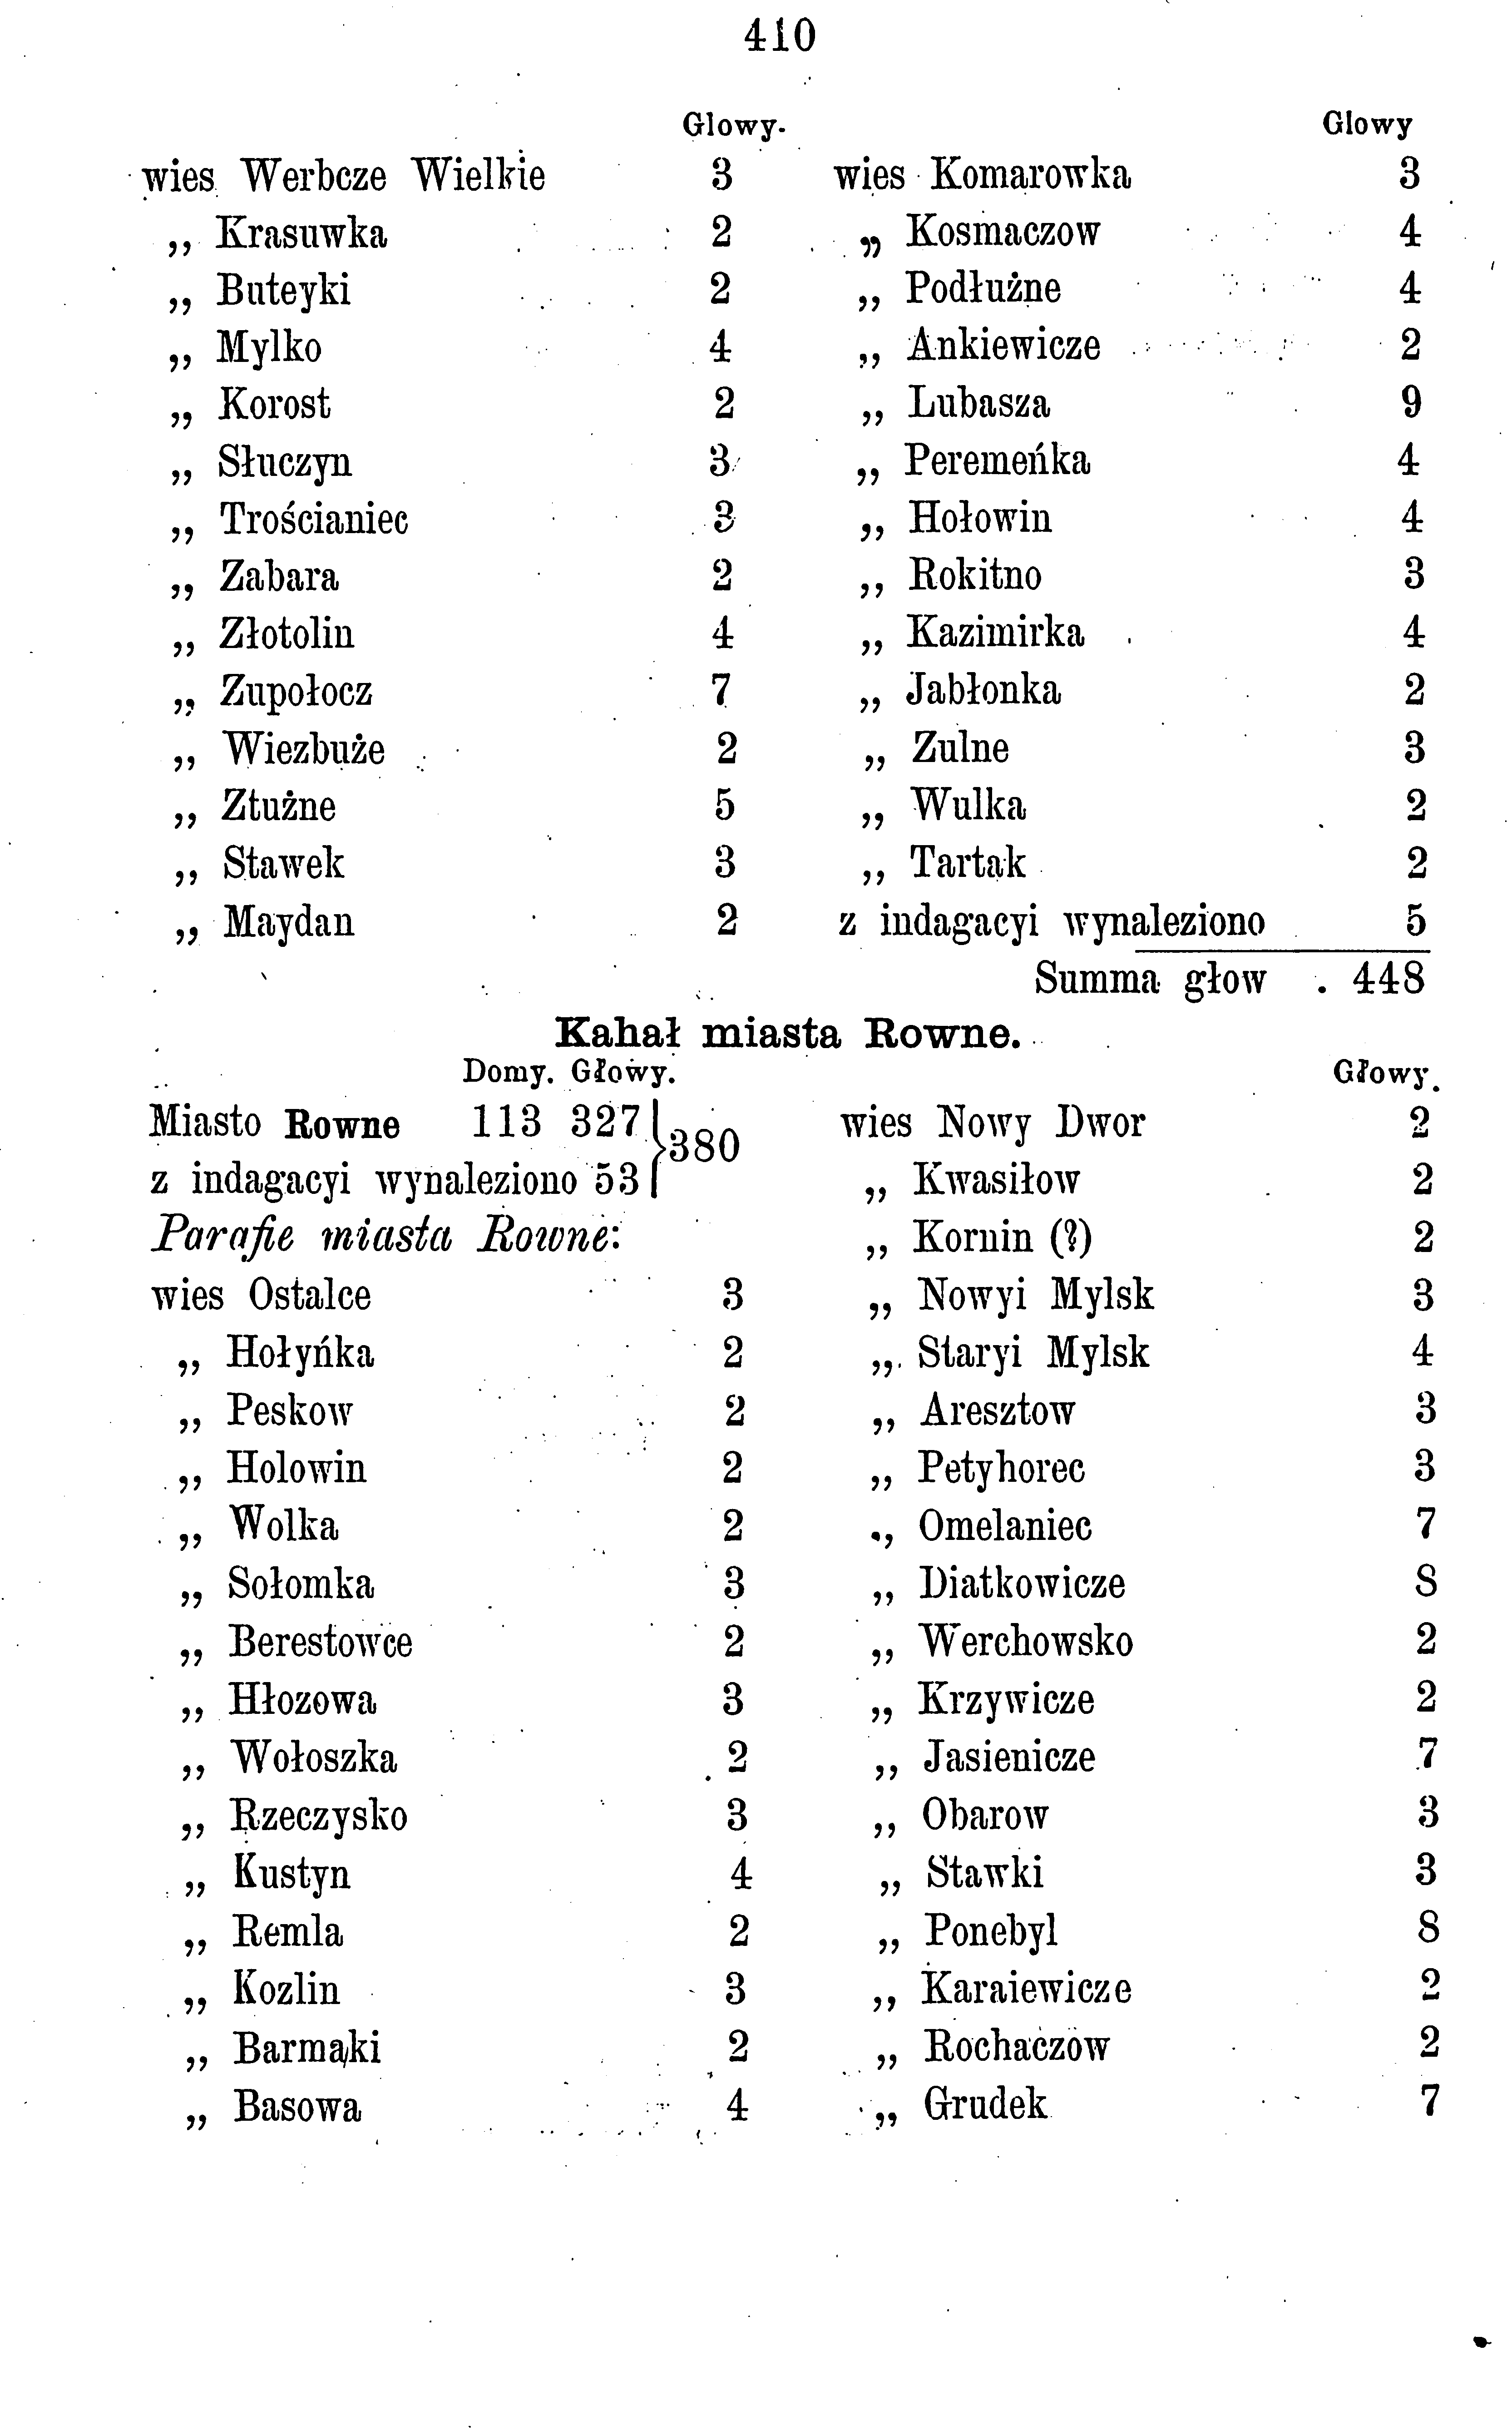 410
Glowy.
wies Werbcze Wielkie 3
„ Krasuwka 2
„ Buteyki 2
„ Mylko 4
„ Korost 2
„ Słuczyn 3
„ Trościaniec 3
„ Zabara 2
„ Złotolin 4
„ Zupołocz 7
„ Wiezbuże 2
„ Ztużne 5
„ Stawek 3
„ Maydan 2
Glowy
wies Komarowka 3
„ Kosmaczow 4
„ Podłużne 4
„ Ankiewicze 2
„ Lubasza 9
„ Peremeńka 4
„ Hołowin 4
„ Rokitno 3
„ Kazimirka 4
„ Jabłonka 2
„ Zulne 3
„ Wulka 2
„ Tartak 2
z indagacyi wynaleziono 5
Summa głow . 448
Kahał miasta Rowne.
Domy. Głowy.
Miasto Rowne 113 327
z indagacyi wynaleziono 53
380
Parafie miasta Rowne:
wies Ostalce 3
„ Hołyńka 2
„ Peskow 2
„ Holowin 2
„ Wolka 2
„ Sołomka 3
„ Berestowce 2
„ Hłozowa 3
„ Wołoszka 2
„ Rzeczysko 3
„ Kustyn 4
„ Remla 2
„ Kozlin 3
„ Barmąki 2
„ Basowa 4
Głowy.
wies Nowy Dwor 2
„ Kwasiłow 2
„ Kornin (?) 2
„ Nowyi Mylsk 3
„ Staryi Mylsk 4
„ Aresztow 3
„ Petyhorec 3
„ Omelaniec 7
„ Diatkowicze 8
„ Werchowsko 2
„ Krzywicze 2
„ Jasienicze 7
„ Obarow 3
„ Stawki 3
„ Ponebyl 8
„ Karaiewicze 2
„ Rochaczow 2
„ Grudek 7